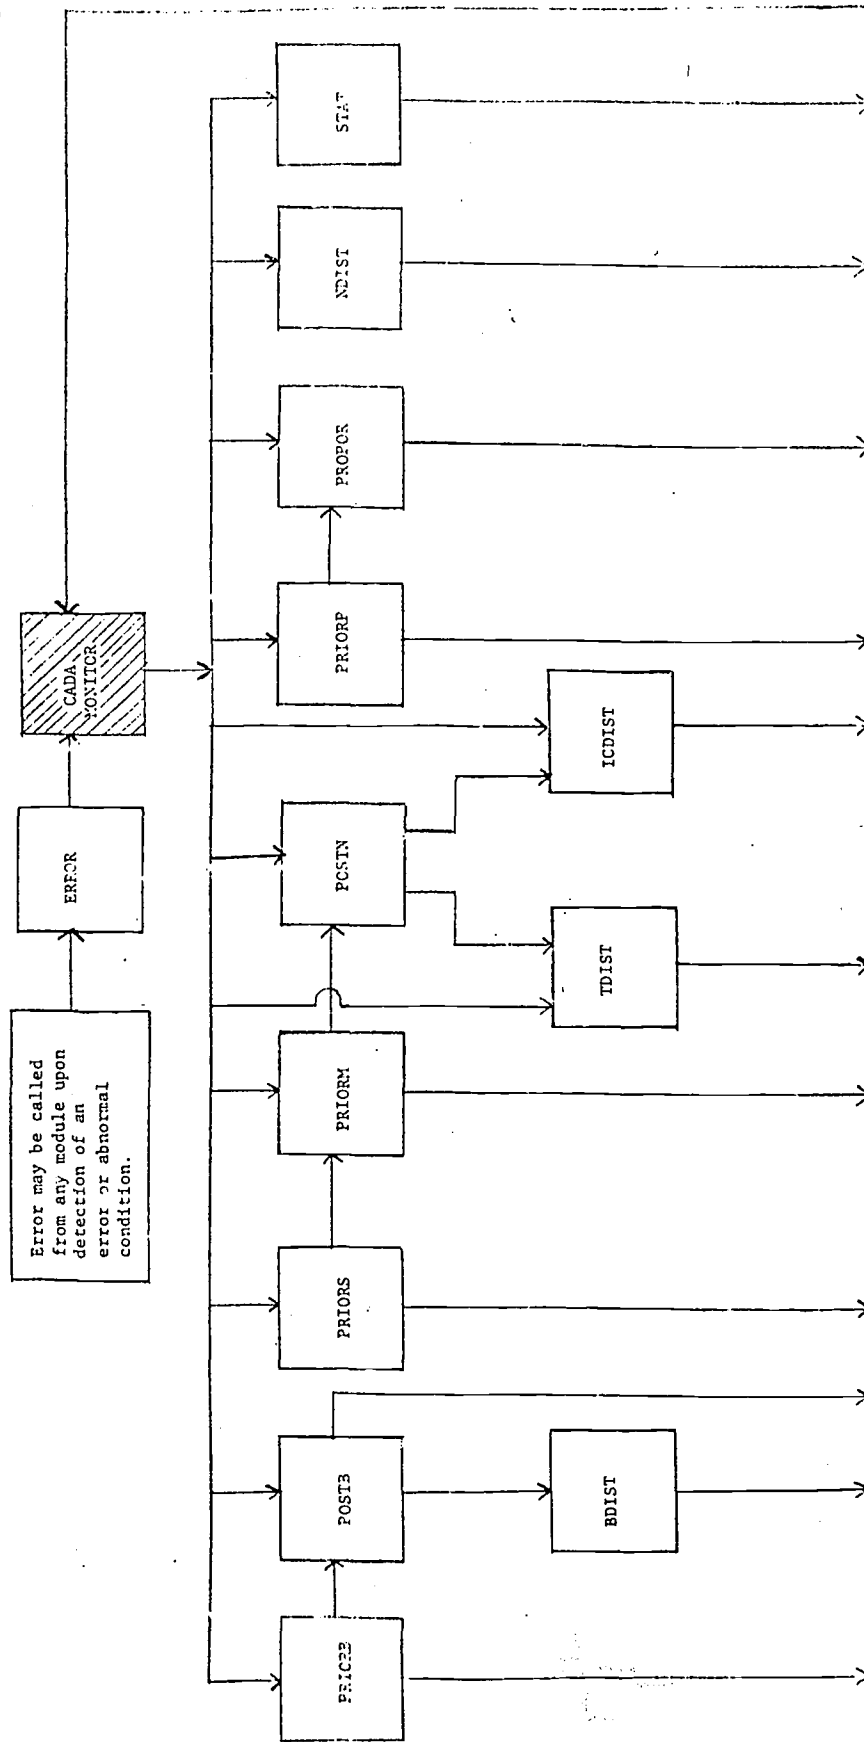 Error may be called
from any module upon
detection of an
error or abnormal
condition.
ERROR
CADA
MONITOR
PRIORB
POSTB
PRIORS
PRIORM
POSTN
PRIORP
PROPOR
NDIST
STAT
BDIST
TDIST
ICDIST